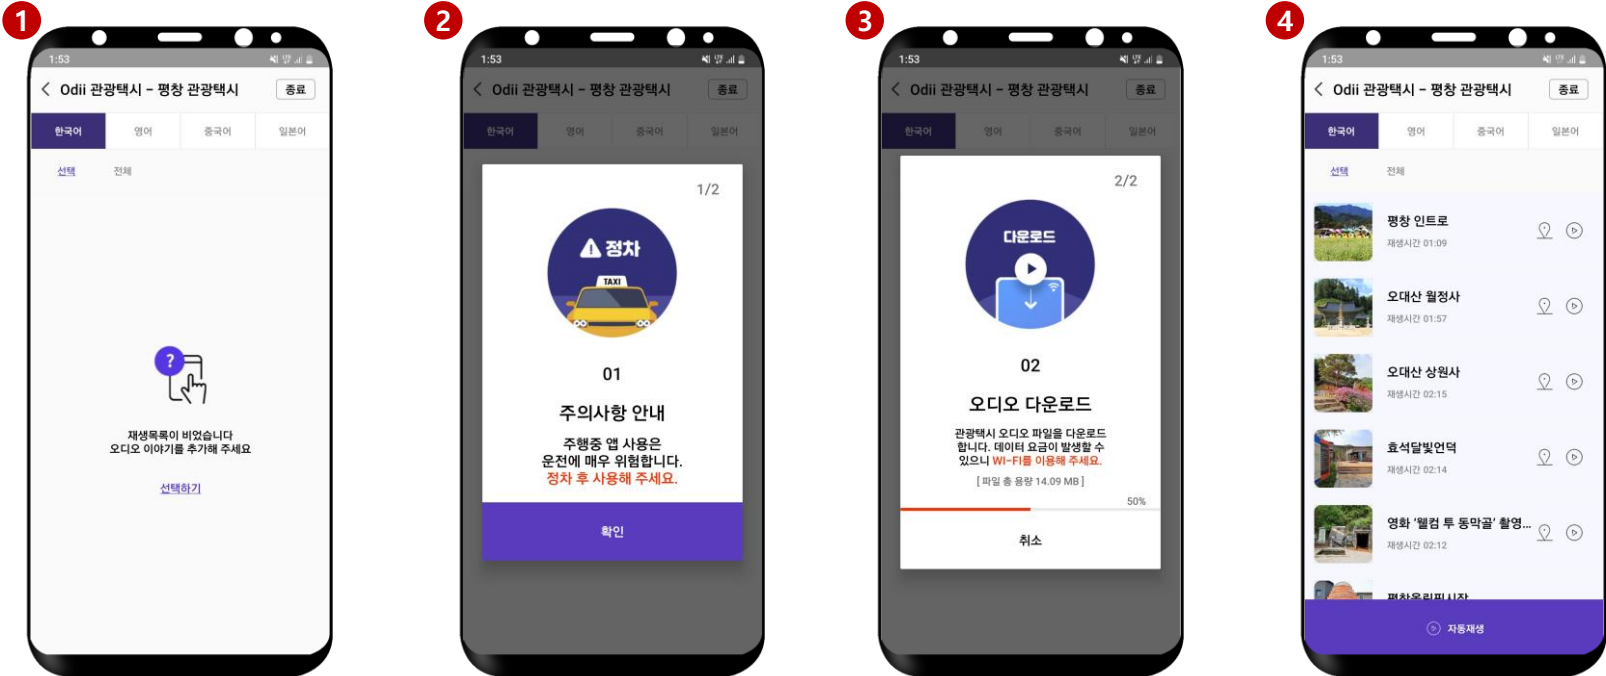 1
1:53
Odii 관광택시 - 평창 관광택시
종료
한국어 영어 중국어 일본어
선택 전체
?
재생목록이 비었습니다
오디오 이야기를 추가해 주세요
선택하기
2
1:53
Odii 관광택시 - 평창 관광택시
종료
한국어 영어 중국어 일본어
1/2
정차
TAXI
01
주의사항 안내
주행중 앱 사용은
운전에 매우 위험합니다.
정차 후 사용해 주세요.
확인
3
1:53
Odii 관광택시 - 평창 관광택시
종료
한국어 영어 중국어 일본어
2/2
다운로드
02
오디오 다운로드
관광택시 오디오 파일을 다운로드
합니다. 데이터 요금이 발생할 수
있으니 WI-FI를 이용해 주세요.
[ 파일 총 용량 14.09 MB ]
50%
취소
4
1:53
Odii 관광택시 - 평창 관광택시
종료
한국어 영어 중국어 일본어
선택 전체
평창 인트로
재생시간 01:09
오대산 월정사
재생시간 01:57
오대산 상원사
재생시간 02:15
효석달빛언덕
재생시간 02:14
영화 '웰컴 투 동막골' 촬영...
재생시간 02:12
평창올림픽시장
자동재생